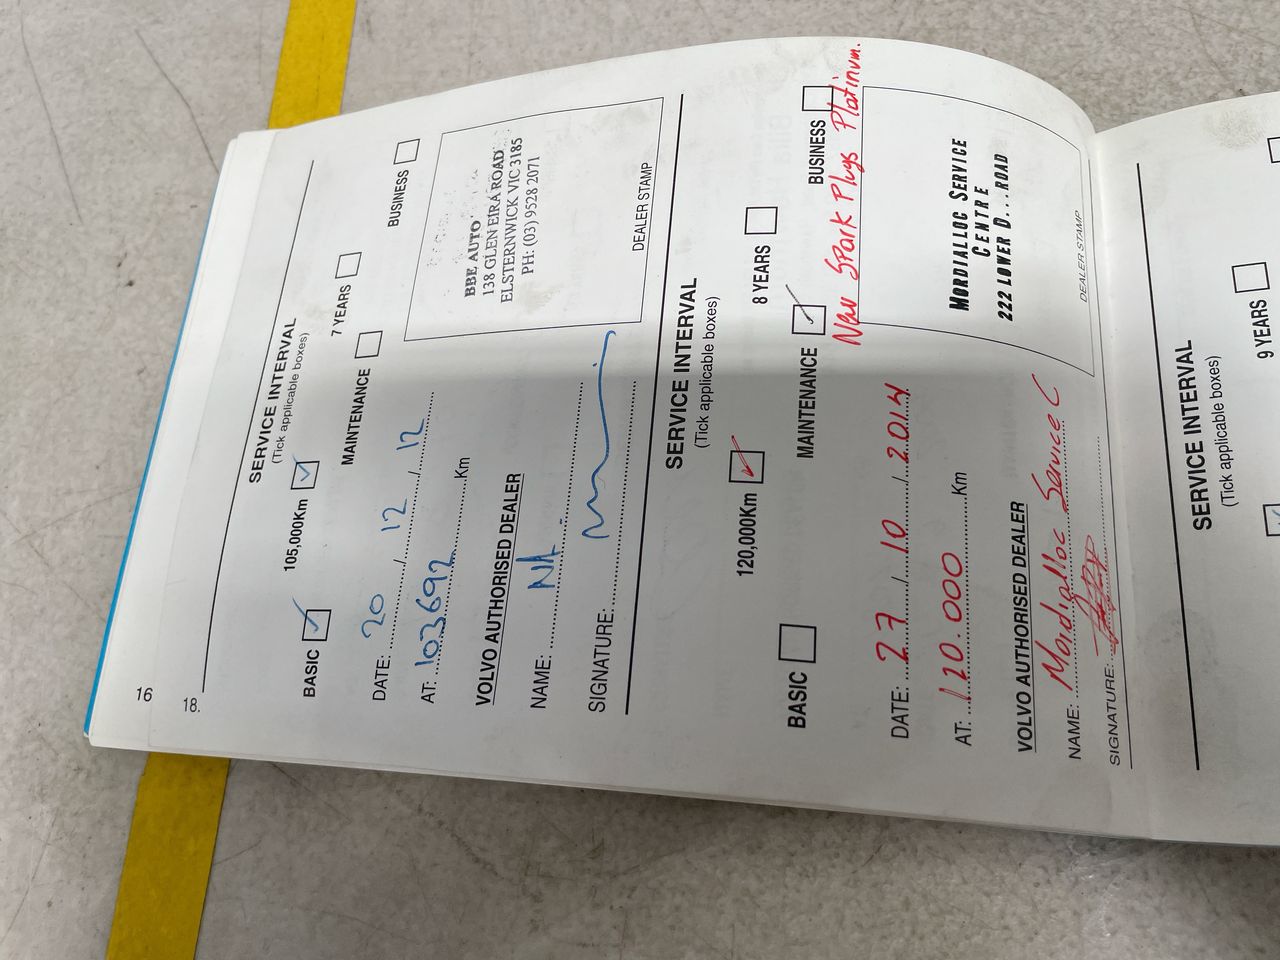 16
18.
SERVICE INTERVAL
(Tick applicable boxes)
105,000Km
7 YEARS
BASIC
MAINTENANCE
BUSINESS
DATE: 20 / 12 / 12
AT: 103692 Km
VOLVO AUTHORISED DEALER
NAME: NA
SIGNATURE:
BBE AUTO
138 GLEN EIRA ROAD
ELSTERNWICK VIC 3185
PH: (03) 9528 2071
DEALER STAMP
SERVICE INTERVAL
(Tick applicable boxes)
120,000Km
8 YEARS
BASIC
MAINTENANCE
BUSINESS
New Spark Plugs Platinum.
DATE: 27 / 10 / 2014
AT: 120.000 Km
VOLVO AUTHORISED DEALER
NAME: Mordialloc Service C
SIGNATURE:
MORDIALLOC SERVICE
CENTRE
222 LOWER D...ROAD
DEALER STAMP
SERVICE INTERVAL
(Tick applicable boxes)
9 YEARS